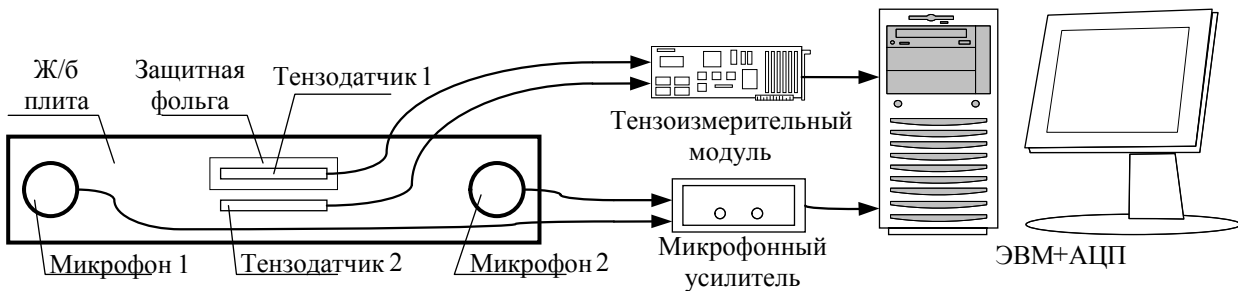 Ж/б
плита
Защитная
фольга
Тензодатчик 1
Тензоизмерительный
модуль
Микрофон 1
Тензодатчик 2
Микрофон 2
Микрофонный
усилитель
ЭВМ+АЦП